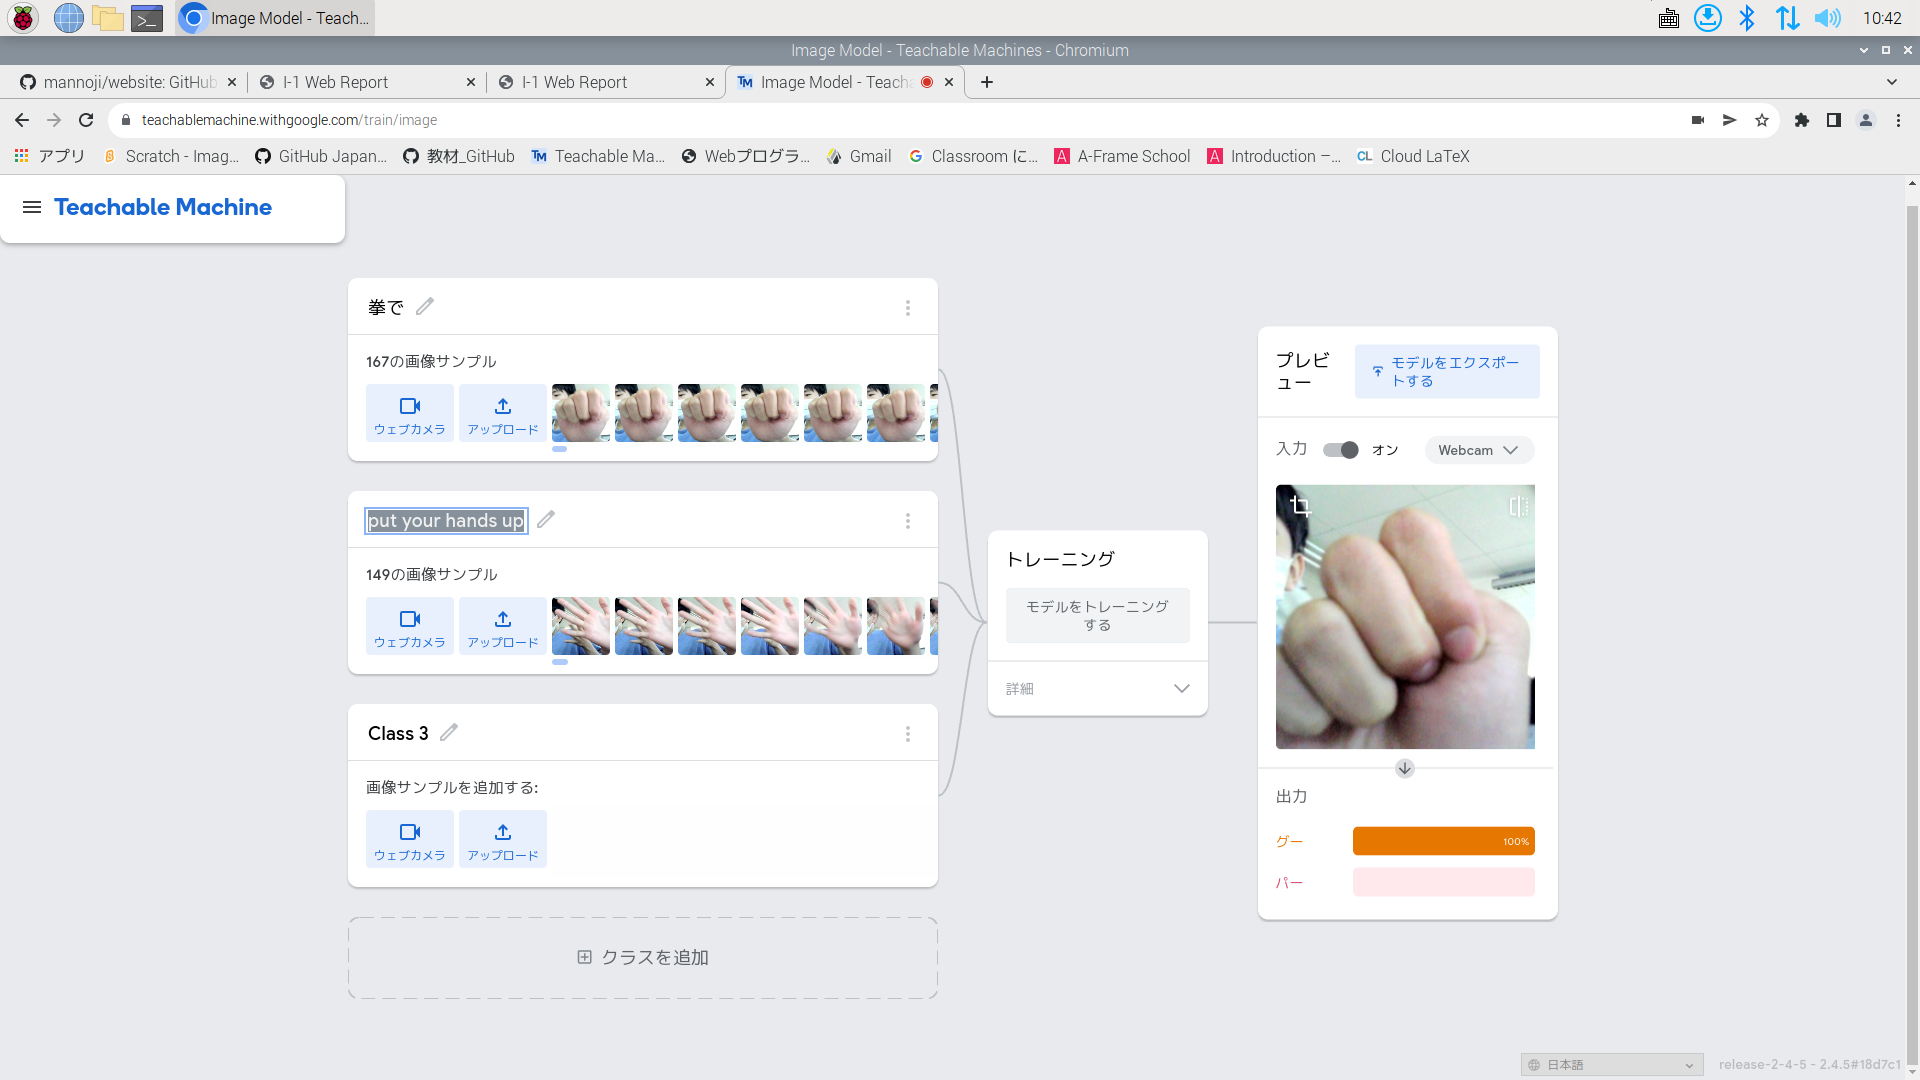 Image Model - Teach...
10:42
Image Model - Teachable Machines - Chromium
mannoji/website: GitHub
I-1 Web Report
I-1 Web Report
Image Model - Teach
teachablemachine.withgoogle.com/train/image
アプリ
Scratch - Imag...
GitHub Japan...
教材_GitHub
Teachable Ma...
Webプログラ...
Gmail
Classroom に...
A-Frame School
Introduction –...
Cloud LaTeX
Teachable Machine
拳で
167の画像サンプル
ウェブカメラ
アップロード
put your hands up
149の画像サンプル
ウェブカメラ
アップロード
Class 3
画像サンプルを追加する:
ウェブカメラ
アップロード
クラスを追加
トレーニング
モデルをトレーニング
する
詳細
プレビ
ュー
モデルをエクスポー
トする
入力
オン
Webcam
出力
グー
100%
パー
日本語
release-2-4-5 - 2.4.5#18d7c1